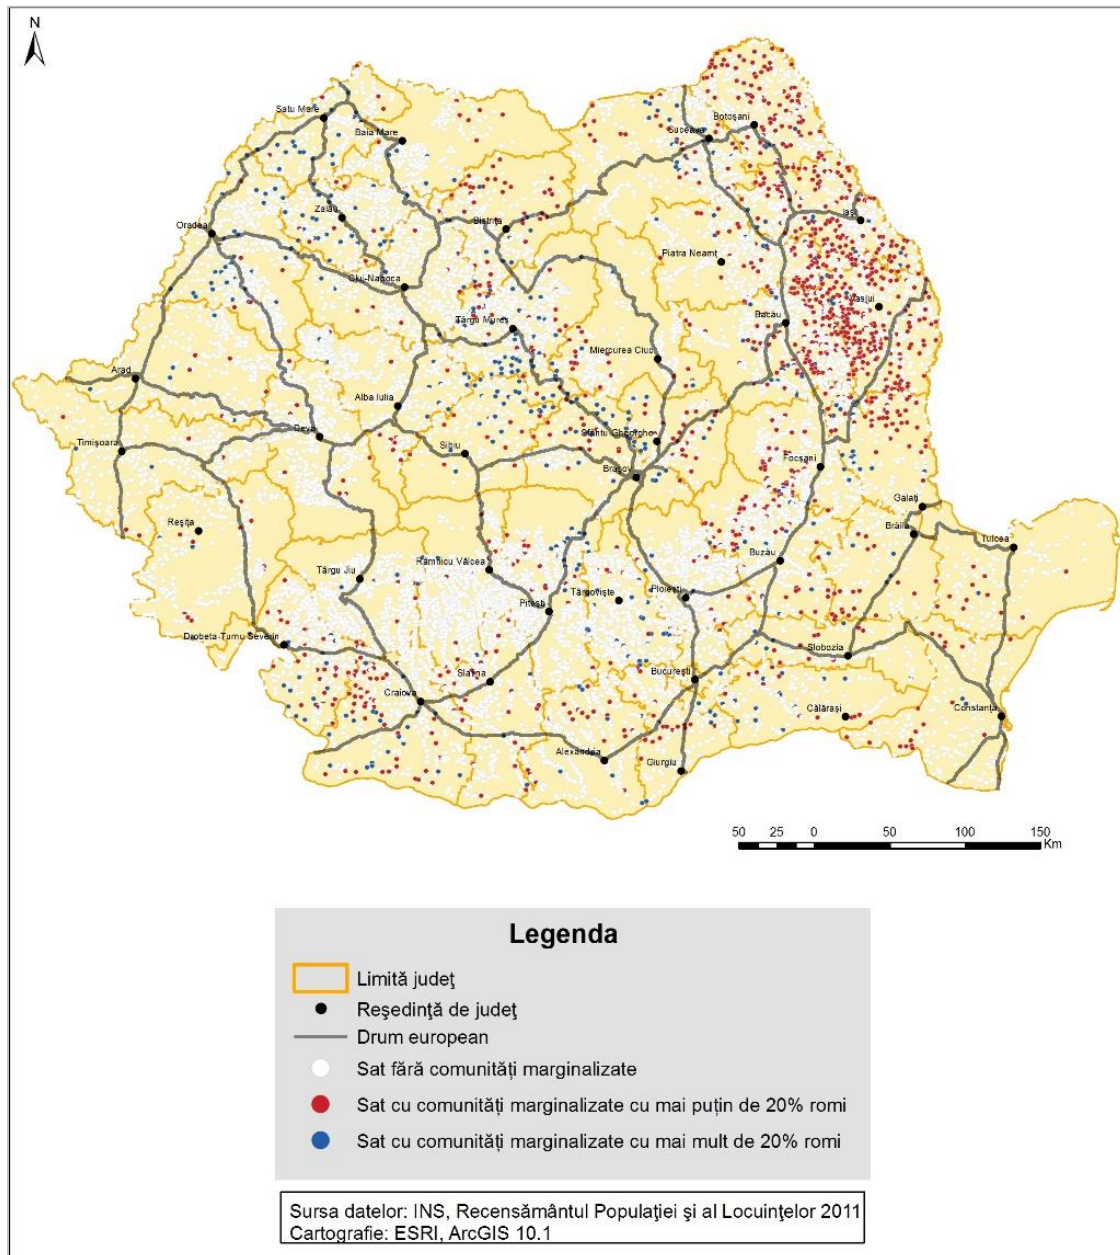 N
Satu Mare
Baia Mare
Botoşani
Suceava
Zalău
Oradea
Bistriţa
Iaşi
Piatra Neamţ
Cluj-Napoca
Vaslui
Târgu Mureş
Bacău
Miercurea Ciuc
Arad
Alba Iulia
Deva
Sfântu Gheorghe
Timişoara
Sibiu
Focşani
Braşov
Galaţi
Reşiţa
Brăila
Tulcea
Buzău
Râmnicu Vâlcea
Târgu Jiu
Ploieşti
Târgovişte
Piteşti
Drobeta-Turnu Severin
Slobozia
Slatina
Bucureşti
Craiova
Călăraşi
Constanţa
Alexandria
Giurgiu
50 25 0 50 100 150
Km
Legenda
Limită judeţ
Reşedinţă de judeţ
Drum european
Sat fără comunități marginalizate
Sat cu comunități marginalizate cu mai puțin de 20% romi
Sat cu comunități marginalizate cu mai mult de 20% romi
Sursa datelor: INS, Recensământul Populaţiei şi al Locuinţelor 2011
Cartografie: ESRI, ArcGIS 10.1